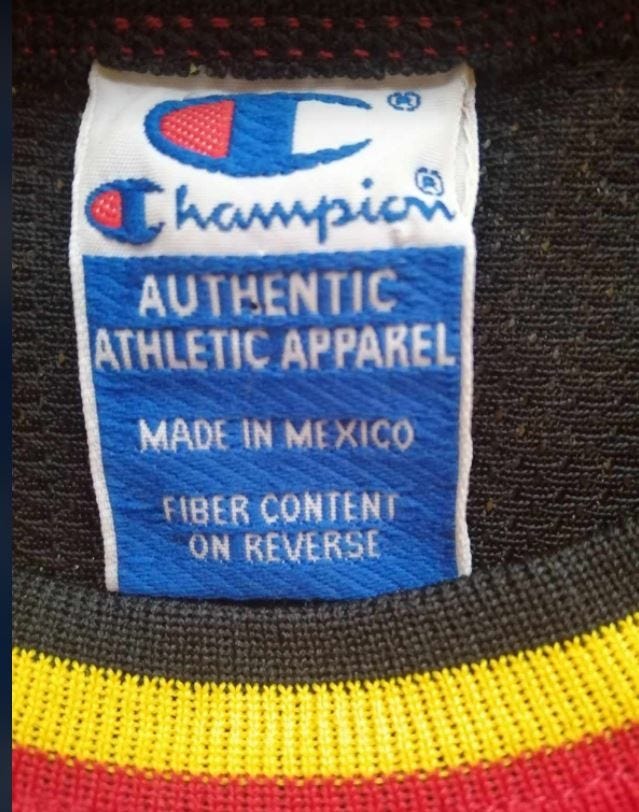 ®
Champion®
AUTHENTIC
ATHLETIC APPAREL
MADE IN MEXICO
FIBER CONTENT
ON REVERSE